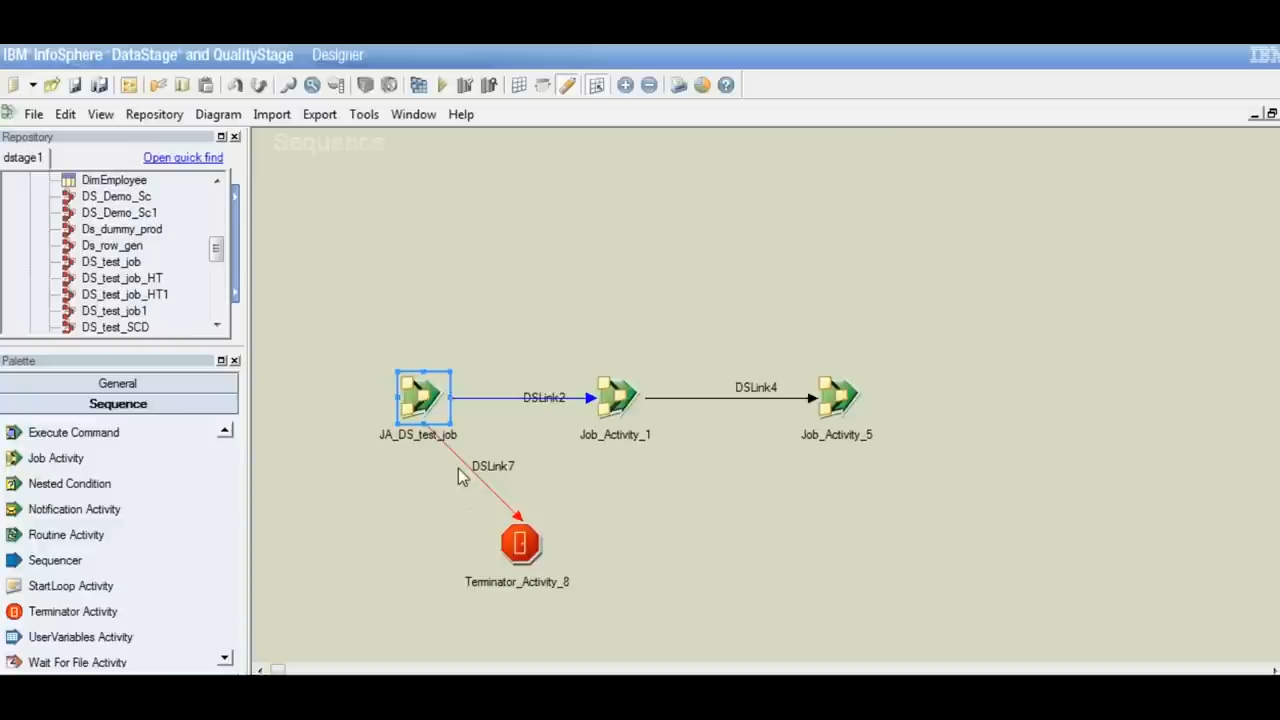 IBM InfoSphere DataStage and QualityStage Designer
IBM
File Edit View Repository Diagram Import Export Tools Window Help
Repository
dstage1 Open quick find
DimEmployee
DS_Demo_Sc
DS_Demo_Sc1
Ds_dummy_prod
Ds_row_gen
DS_test_job
DS_test_job_HT
DS_test_job_HT1
DS_test_job1
DS_test_SCD
Palette
General
Sequence
Execute Command
Job Activity
Nested Condition
Notification Activity
Routine Activity
Sequencer
StartLoop Activity
Terminator Activity
UserVariables Activity
Wait For File Activity
Sequence
DSLink2
DSLink4
JA_DS_test_job
Job_Activity_1
Job_Activity_5
DSLink7
Terminator_Activity_8